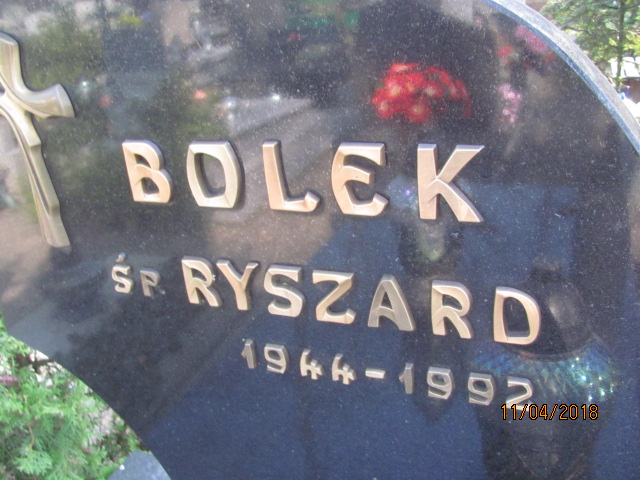 BOLEK
ŚP. RYSZARD
1944-1992
11/04/2018